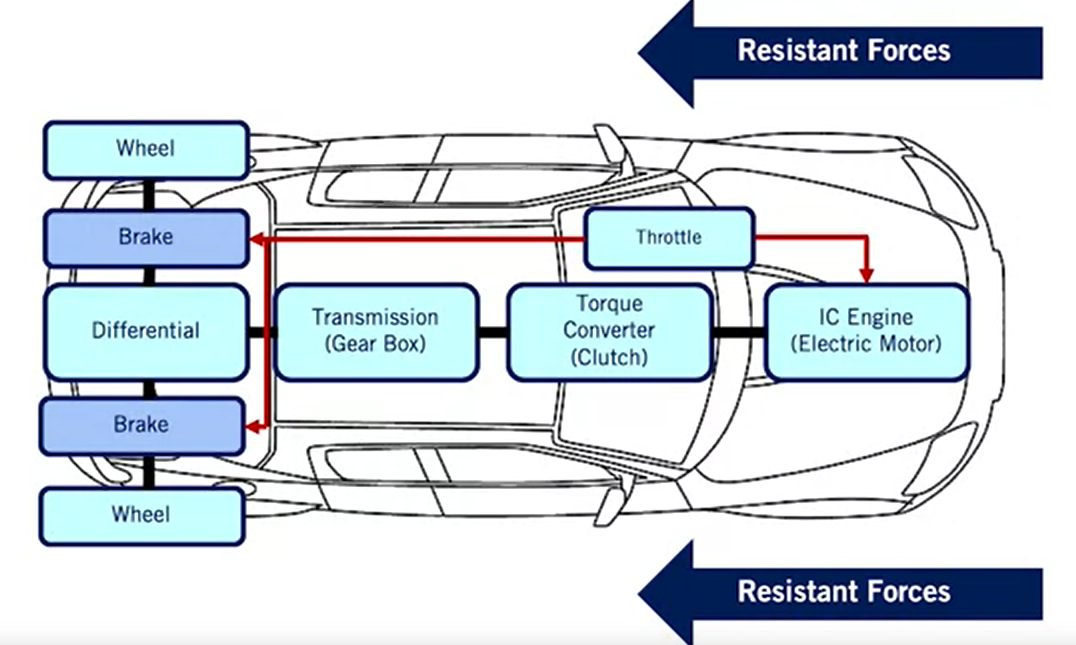 Resistant Forces
Wheel
Brake
Throttle
Differential
Transmission
(Gear Box)
Torque
Converter
(Clutch)
IC Engine
(Electric Motor)
Brake
Wheel
Resistant Forces